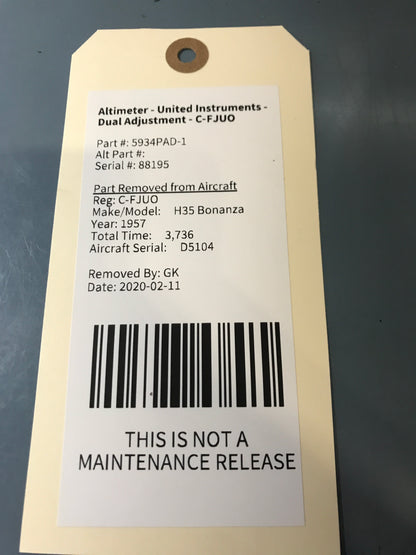 Altimeter - United Instruments -
Dual Adjustment - C-FJUO
Part #: 5934PAD-1
Alt Part #:
Serial #: 88195
Part Removed from Aircraft
Reg: C-FJUO
Make/Model: H35 Bonanza
Year: 1957
Total Time: 3,736
Aircraft Serial: D5104
Removed By: GK
Date: 2020-02-11
THIS IS NOT A
MAINTENANCE RELEASE